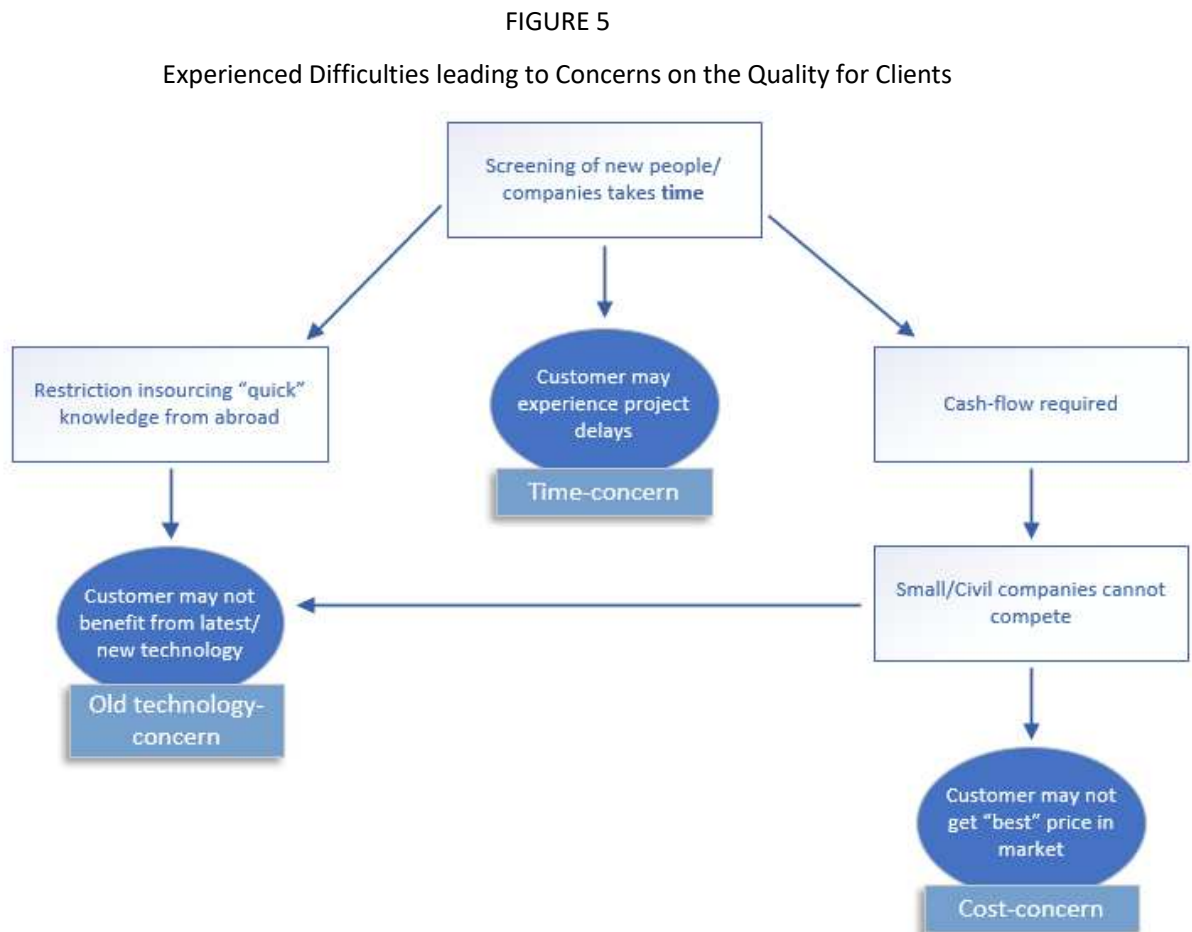 FIGURE 5
Experienced Difficulties leading to Concerns on the Quality for Clients
Screening of new people/
companies takes time
Restriction insourcing “quick”
knowledge from abroad
Customer may
experience project
delays
Time-concern
Cash-flow required
Customer may not
benefit from latest/
new technology
Old technology-
concern
Small/Civil companies cannot
compete
Customer may not
get “best” price in
market
Cost-concern